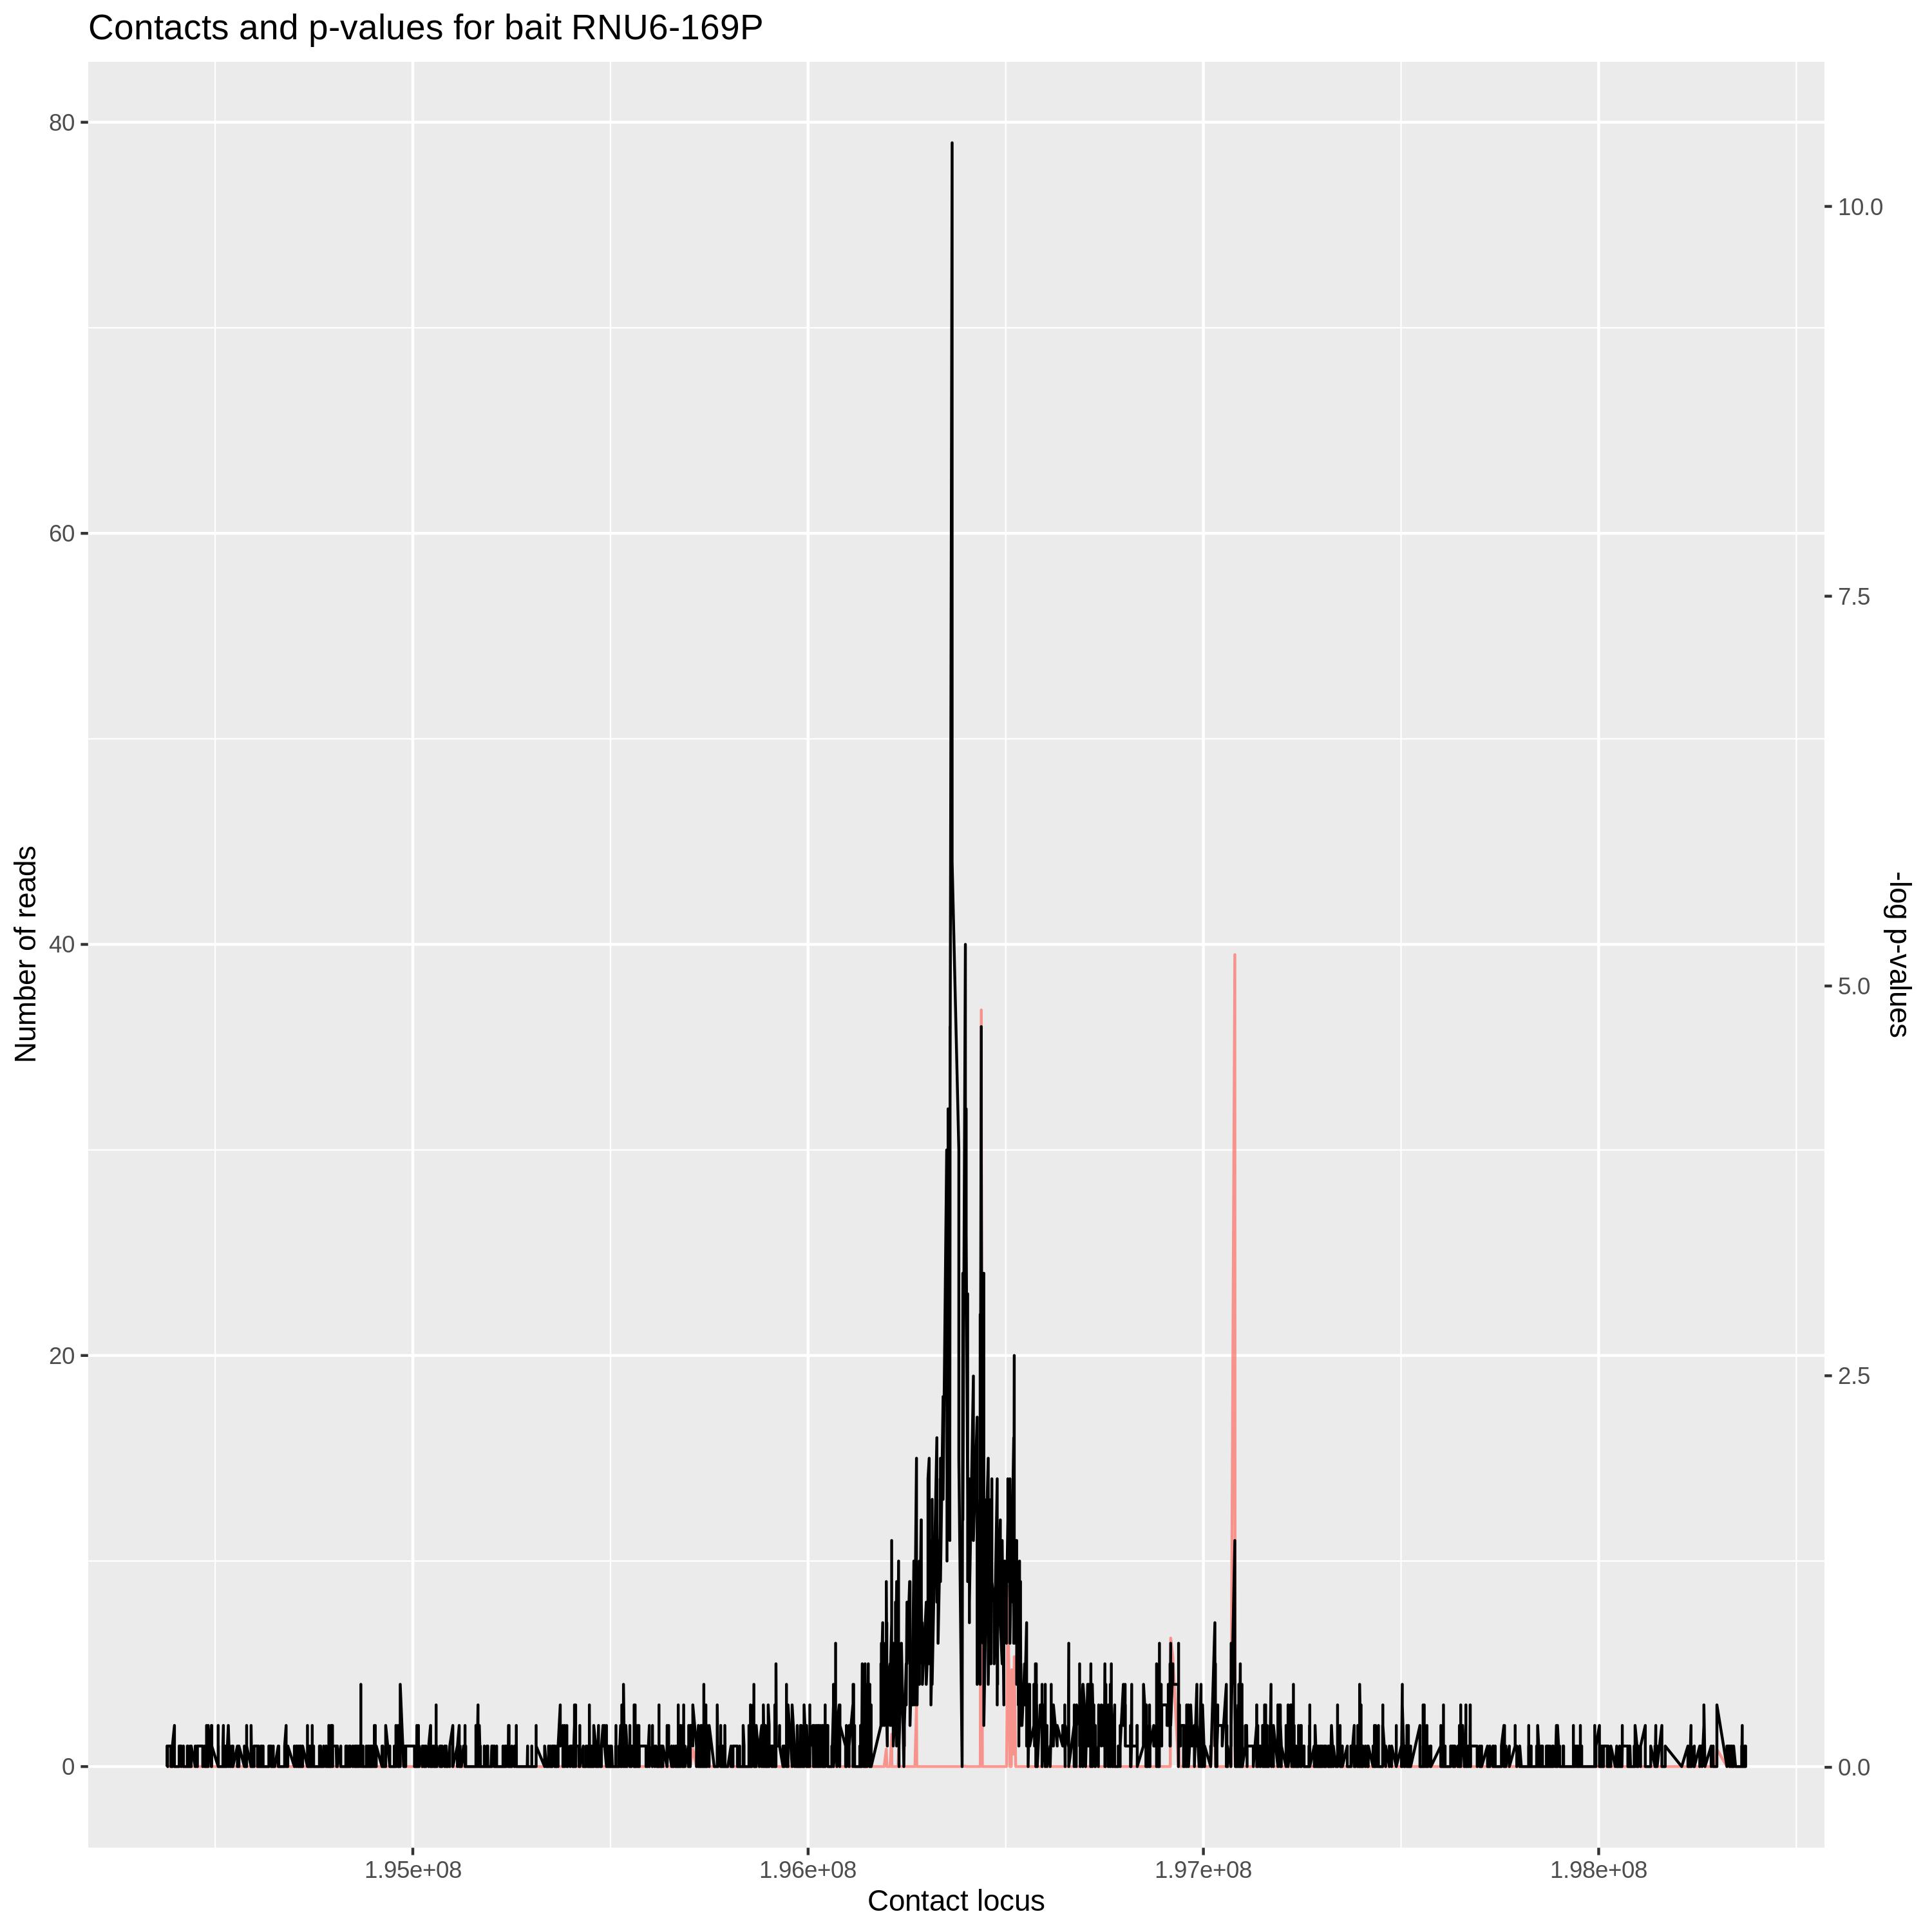 Contacts and p-values for bait RNU6-169P
80
60
40
20
0
10.0
7.5
5.0
2.5
0.0
Number of reads
-log p-values
1.95e+08
1.96e+08
1.97e+08
1.98e+08
Contact locus